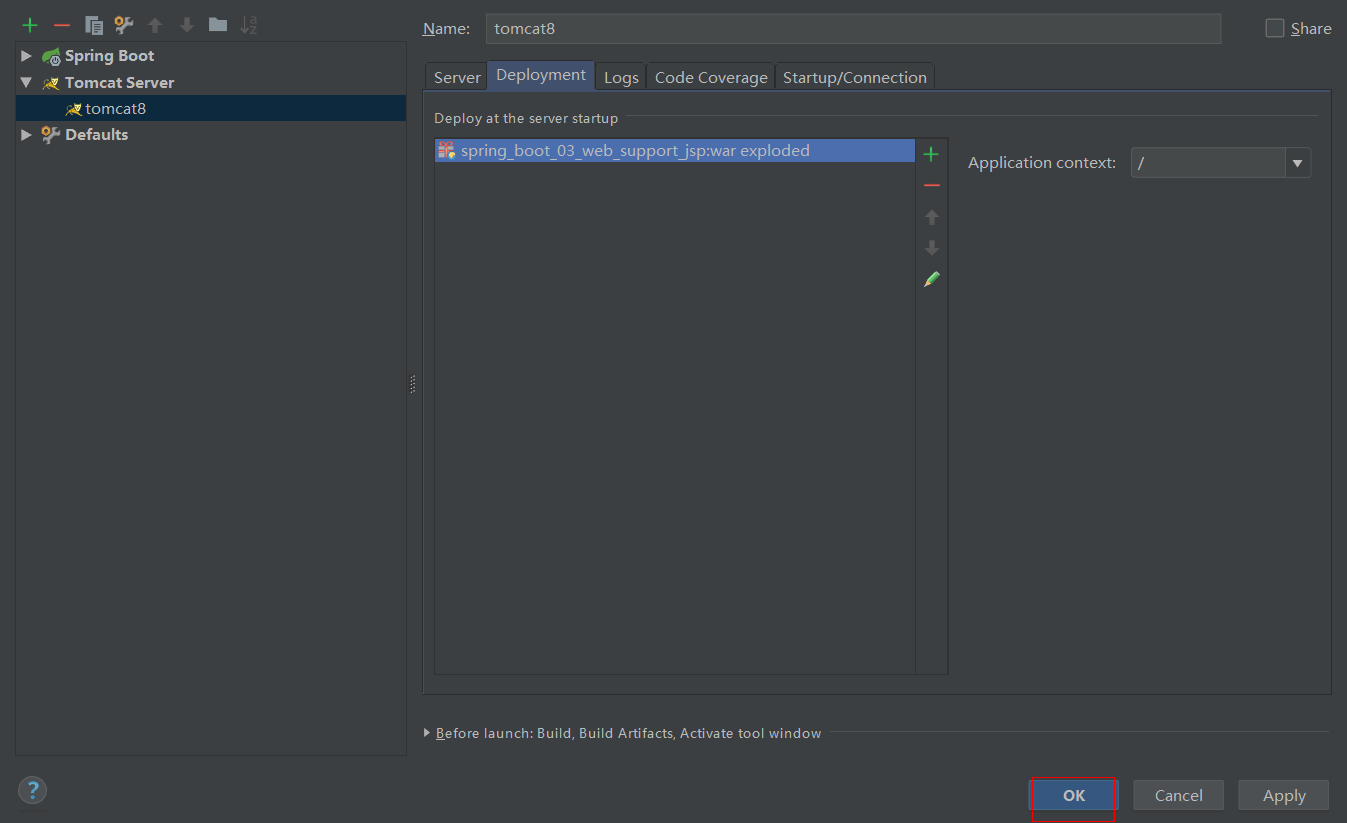 Name: tomcat8 Share
Spring Boot
Tomcat Server
tomcat8
Defaults
Server Deployment Logs Code Coverage Startup/Connection
Deploy at the server startup
spring_boot_03_web_support_jsp:war exploded
Application context: /
Before launch: Build, Build Artifacts, Activate tool window
? OK Cancel Apply